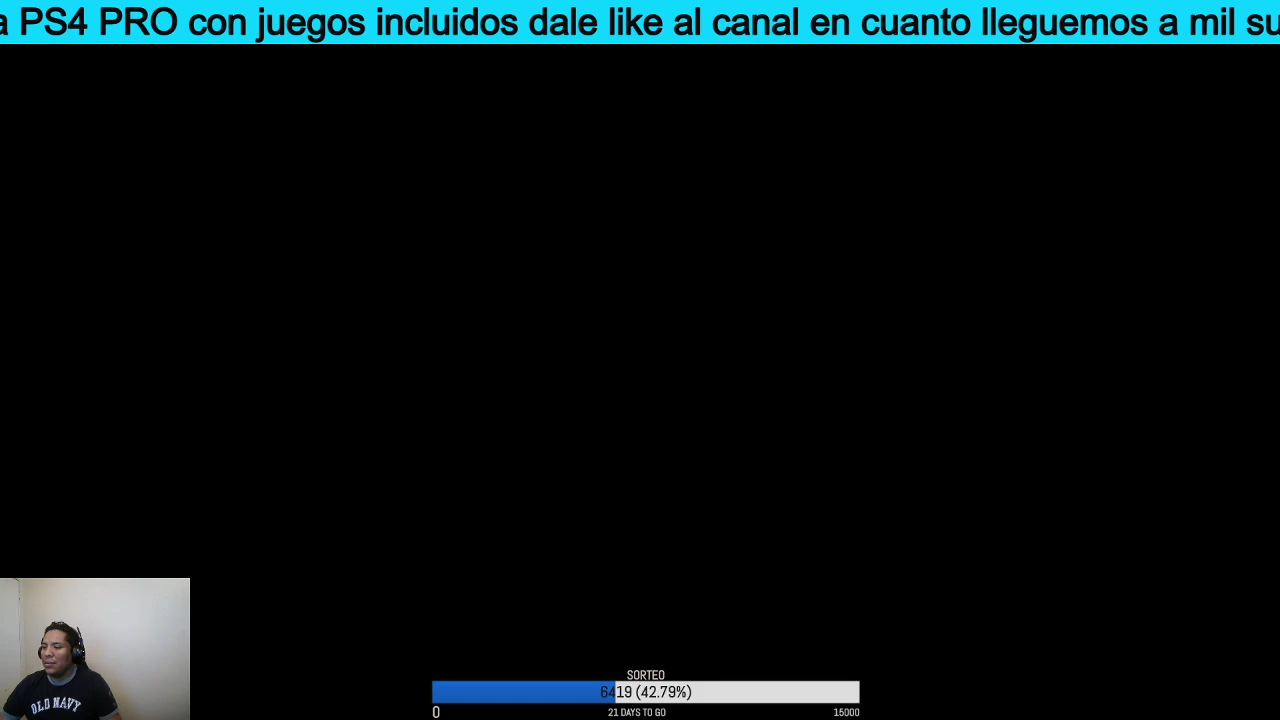 PS4 PRO con juegos incluidos dale like al canal en cuanto lleguemos a mil
SORTEO
6419 (42.79%)
0 21 DAYS TO GO 15000
OLD NAVY